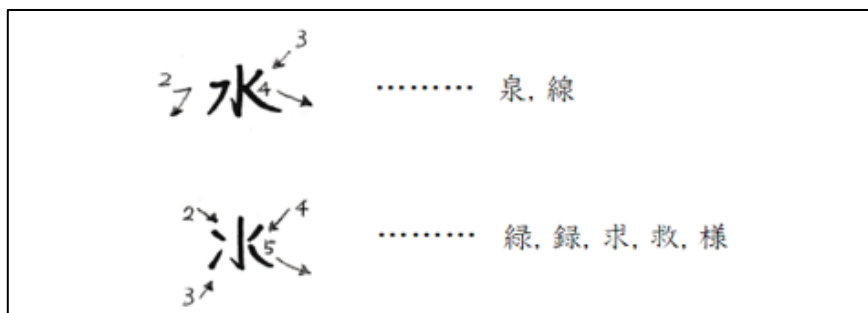 3
2 水 4 ……… 泉, 線
2 4
氺 5 ……… 緑, 録, 求, 救, 様
3